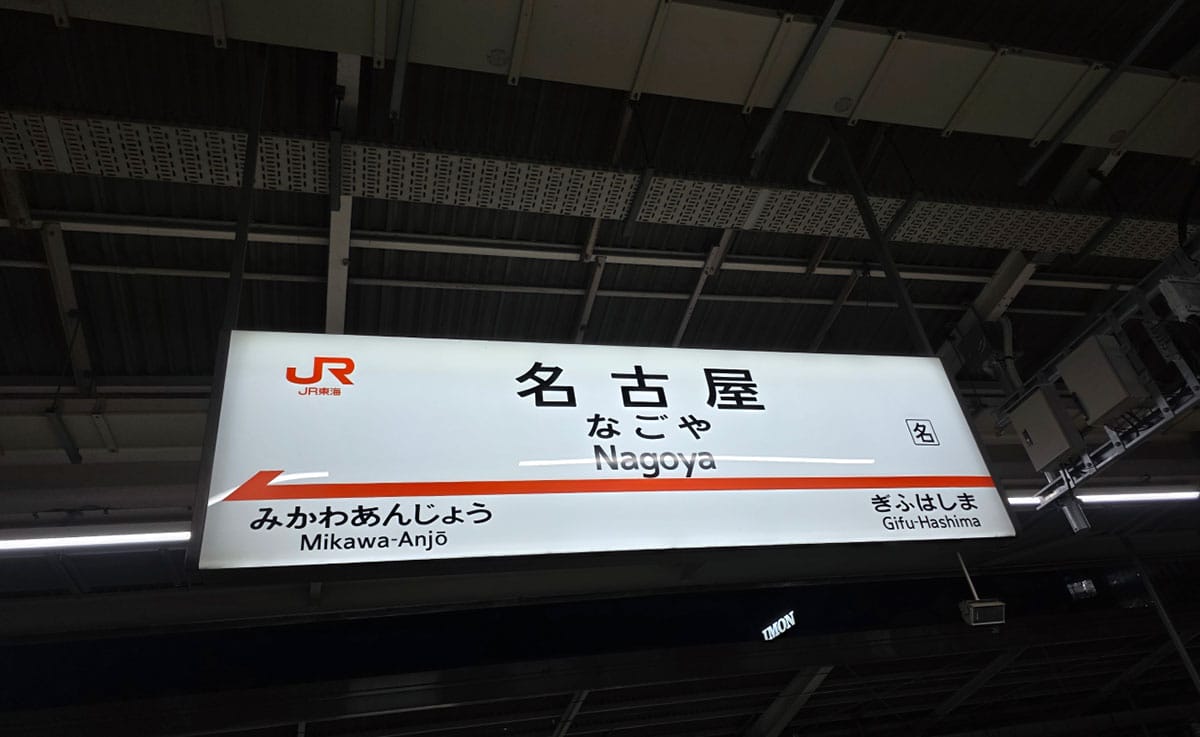 JR
JR東海
名古屋
なごや
Nagoya
名
みかわあんじょう
Mikawa-Anjō
ぎふはしま
Gifu-Hashima
IMON